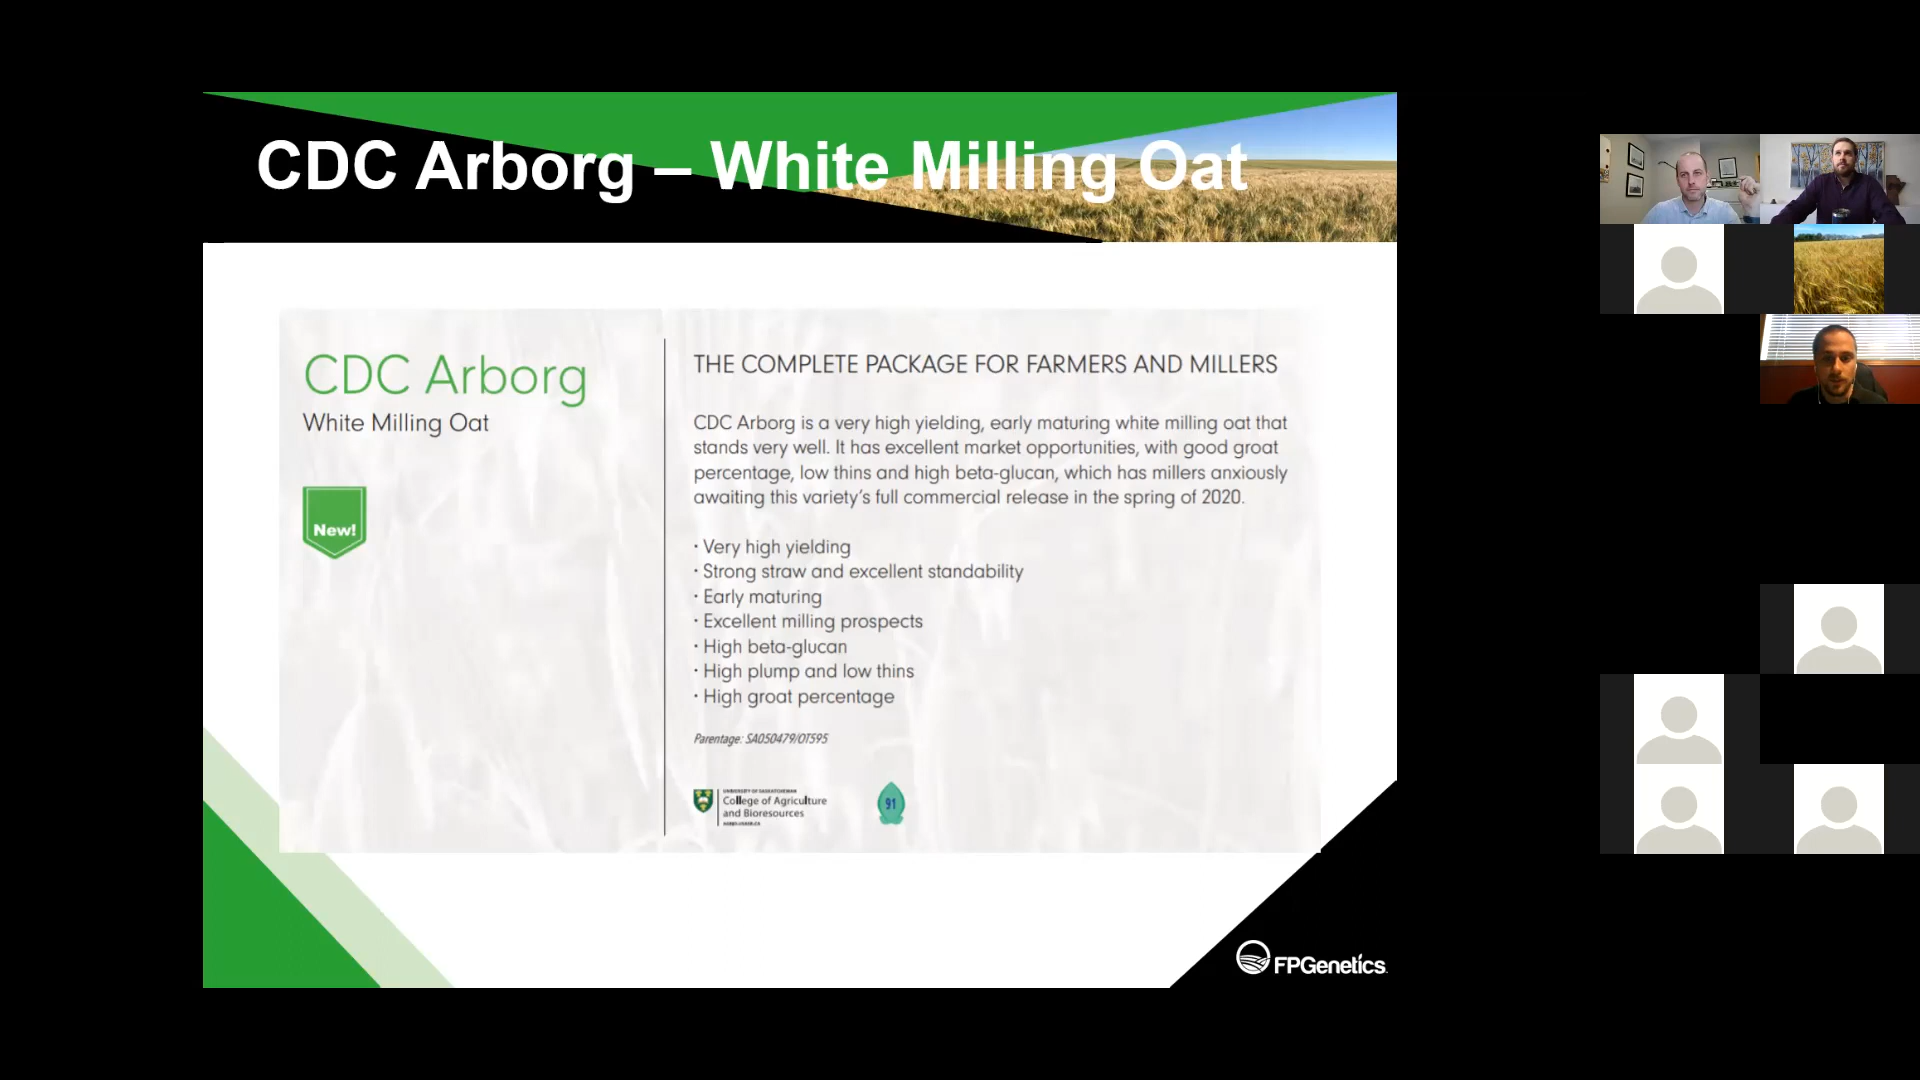 CDC Arborg – White Milling Oat
CDC Arborg
White Milling Oat
New!
THE COMPLETE PACKAGE FOR FARMERS AND MILLERS
CDC Arborg is a very high yielding, early maturing white milling oat that
stands very well. It has excellent market opportunities, with good groat
percentage, low thins and high beta-glucan, which has millers anxiously
awaiting this variety’s full commercial release in the spring of 2020.
· Very high yielding
· Strong straw and excellent standability
· Early maturing
· Excellent milling prospects
· High beta-glucan
· High plump and low thins
· High groat percentage
Parentage: SA050479/OT595
UNIVERSITY OF SASKATCHEWAN
College of Agriculture
and Bioresources
91
FPGenetics